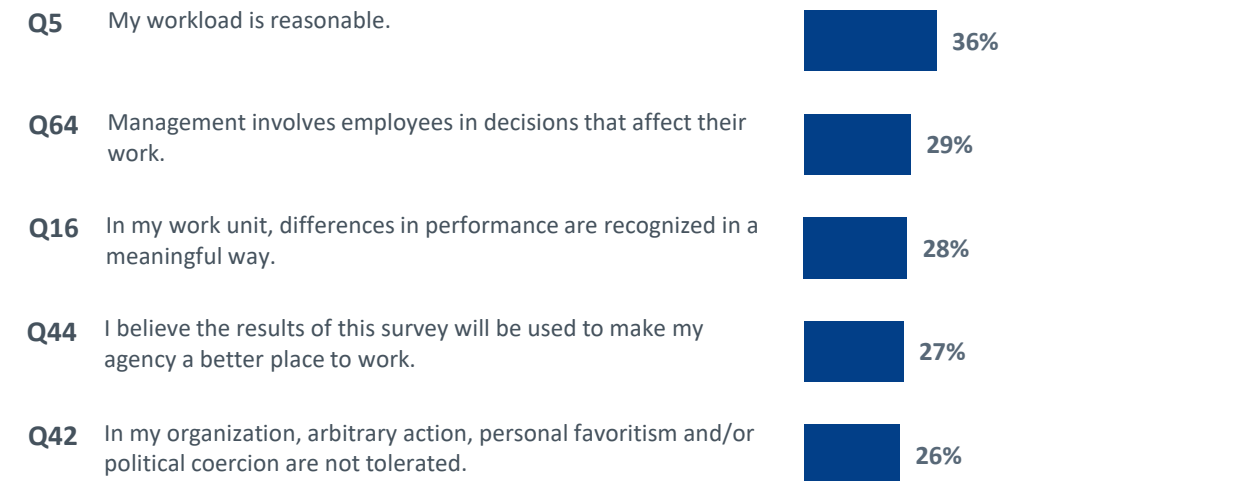 Q5 My workload is reasonable. 36%
Q64 Management involves employees in decisions that affect their
work. 29%
Q16 In my work unit, differences in performance are recognized in a
meaningful way. 28%
Q44 I believe the results of this survey will be used to make my
agency a better place to work. 27%
Q42 In my organization, arbitrary action, personal favoritism and/or
political coercion are not tolerated. 26%